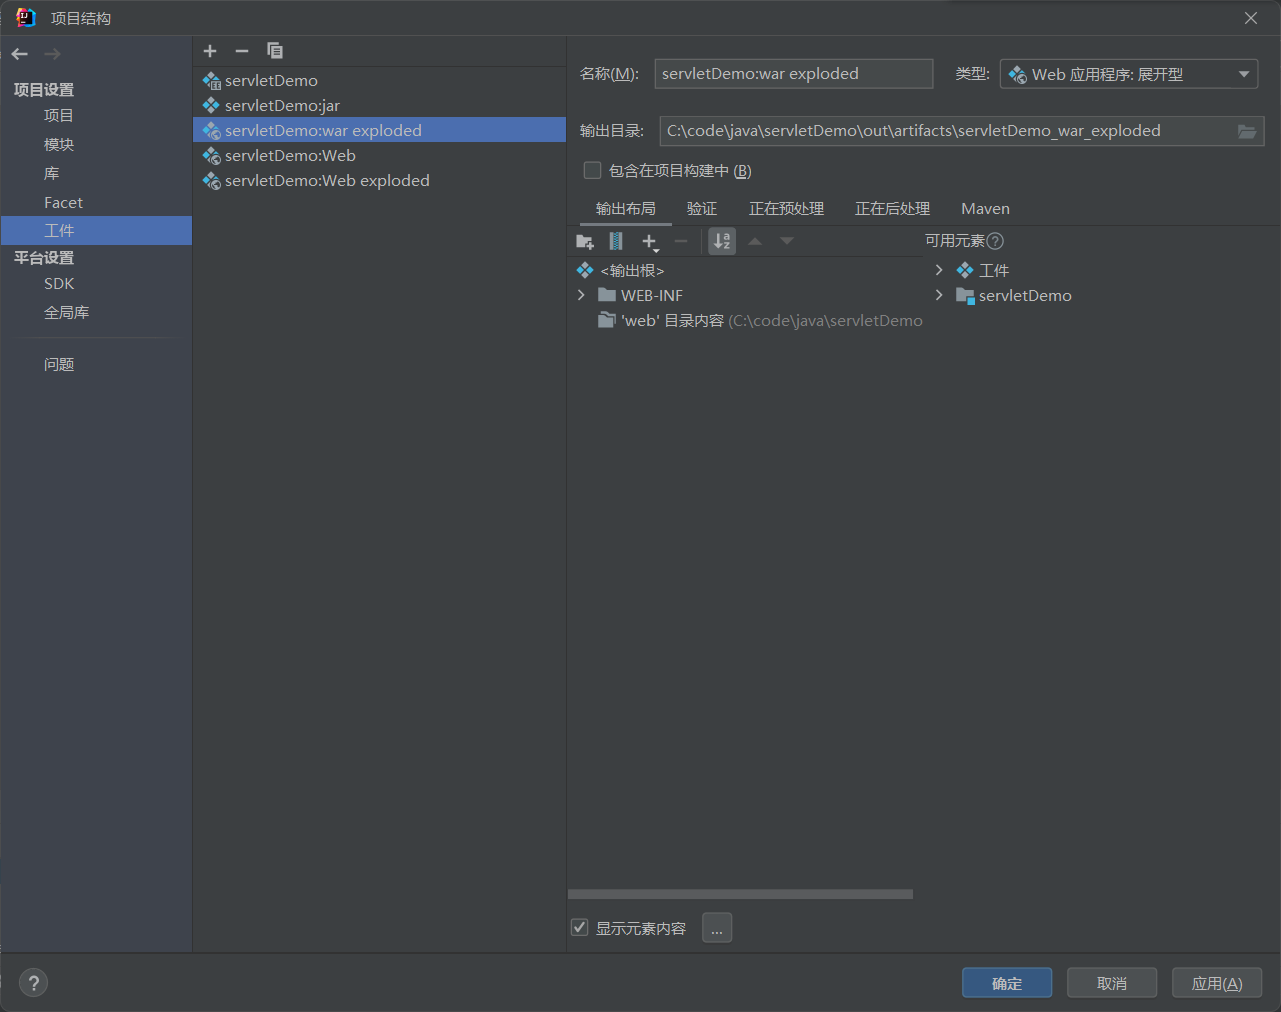 项目结构
项目设置
项目
模块
库
Facet
工件
平台设置
SDK
全局库
问题
servletDemo
servletDemo:jar
servletDemo:war exploded
servletDemo:Web
servletDemo:Web exploded
名称(M): servletDemo:war exploded 类型: Web 应用程序: 展开型
输出目录: C:\code\java\servletDemo\out\artifacts\servletDemo_war_exploded
包含在项目构建中 (B)
输出布局 验证 正在预处理 正在后处理 Maven
可用元素?
<输出根>
WEB-INF
'web' 目录内容 (C:\code\java\servletDemo
工件
servletDemo
显示元素内容 ...
? 确定 取消 应用(A)